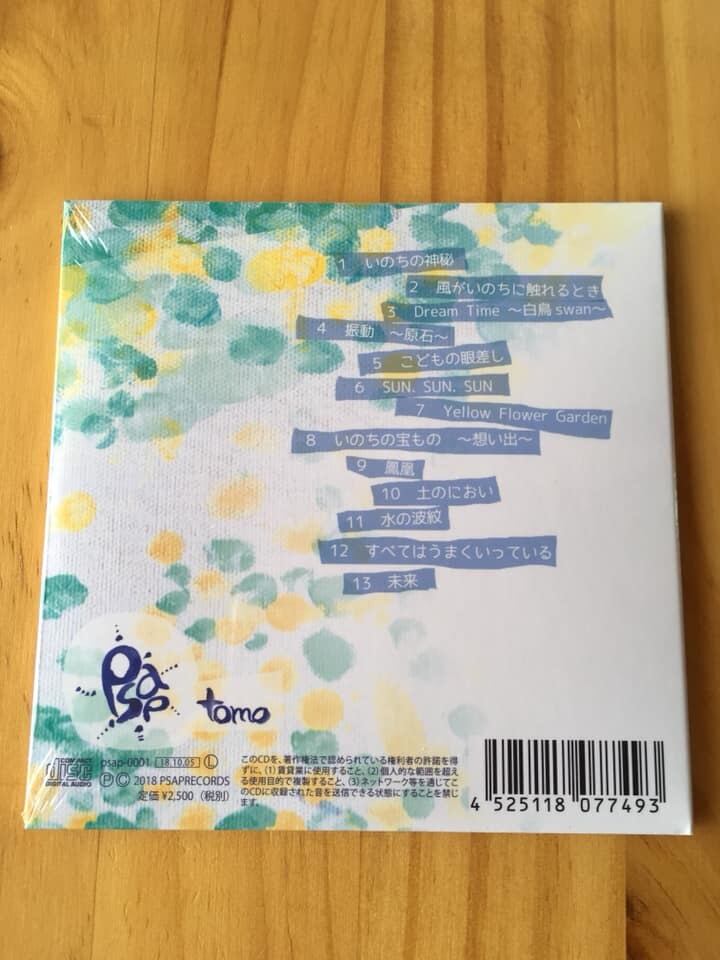 1 いのちの神秘
2 風がいのちに触れるとき
3 Dream Time 〜白鳥swan〜
4 振動 〜原石〜
5 こどもの眼差し
6 SUN. SUN. SUN
7 Yellow Flower Garden
8 いのちの宝もの 〜想い出〜
9 鳳凰
10 土のにおい
11 水の波紋
12 すべてはうまくいっている
13 未来
psap
tomo
COMPACT
disc
DIGITAL AUDIO
psap-0001 18.10.05 L
Ⓟ © 2018 PSAPRECORDS
定価 ¥2,500（税別）
このCDを、著作権法で認められている権利者の許諾を得
ずに、(1) 賃貸業に使用すること、(2) 個人的な範囲を超え
る使用目的で複製すること、(3) ネットワーク等を通じてこ
のCDに収録された音を送信できる状態にすることを禁じ
ます。
4 525118 077493